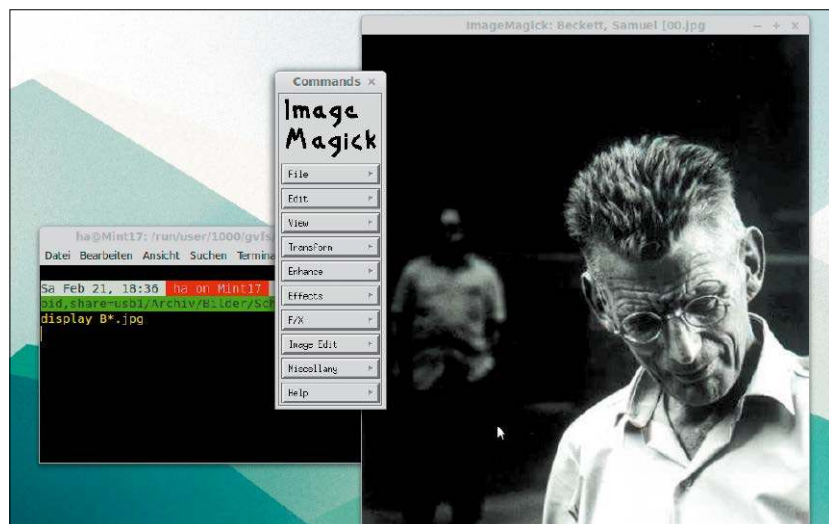 ImageMagick: Beckett, Samuel [00.jpg
Commands
Image
Magick
File
Edit
View
Transform
Enhance
Effects
F/X
Image Edit
Miscellany
Help
ha@Mint17: /run/user/1000/gvfs/
Datei Bearbeiten Ansicht Suchen Termina
Sa Feb 21, 18:36 ha on Mint17
bid,share=usb1/Archiv/Bilder/Sch
display B*.jpg